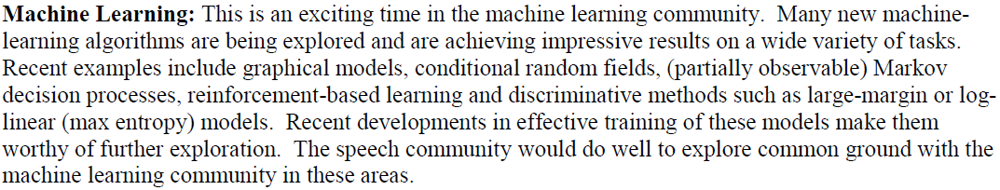 Machine Learning: This is an exciting time in the machine learning community.  Many new machine-
learning algorithms are being explored and are achieving impressive results on a wide variety of tasks.
Recent examples include graphical models, conditional random fields, (partially observable) Markov
decision processes, reinforcement-based learning and discriminative methods such as large-margin or log-
linear (max entropy) models.  Recent developments in effective training of these models make them
worthy of further exploration.  The speech community would do well to explore common ground with the
machine learning community in these areas.